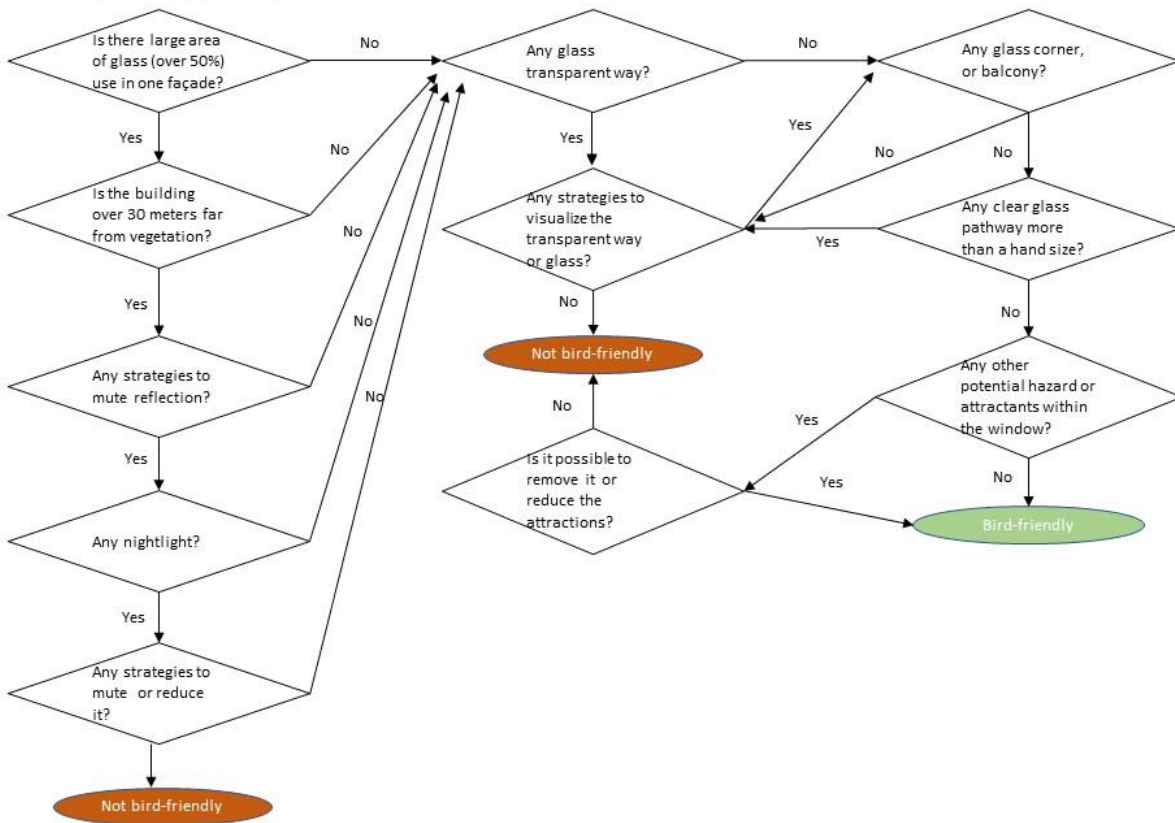 Is there large area
of glass (over 50%)
use in one façade?
No
Any glass
transparent way?
No
Any glass corner,
or balcony?
Yes
No
Yes
Yes
No
No
Is the building
over 30 meters far
from vegetation?
Any strategies to
visualize the
transparent way
or glass?
Yes
Any clear glass
pathway more
than a hand size?
No
Yes
No
No
No
Not bird-friendly
Any strategies to
mute reflection?
No
Any other
potential hazard or
attractants within
the window?
No
Yes
Yes
Is it possible to
remove it or
reduce the
attractions?
Yes
No
Any nightlight?
Bird-friendly
Yes
Any strategies to
mute or reduce
it?
Not bird-friendly